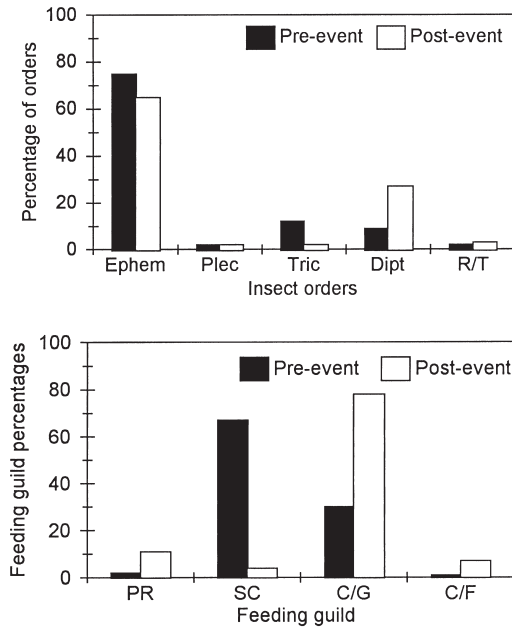 100
80
60
40
20
0
Percentage of orders
Pre-event Post-event
Ephem Plec Tric Dipt R/T
Insect orders
100
80
60
40
20
0
Feeding guild percentages
Pre-event Post-event
PR SC C/G C/F
Feeding guild